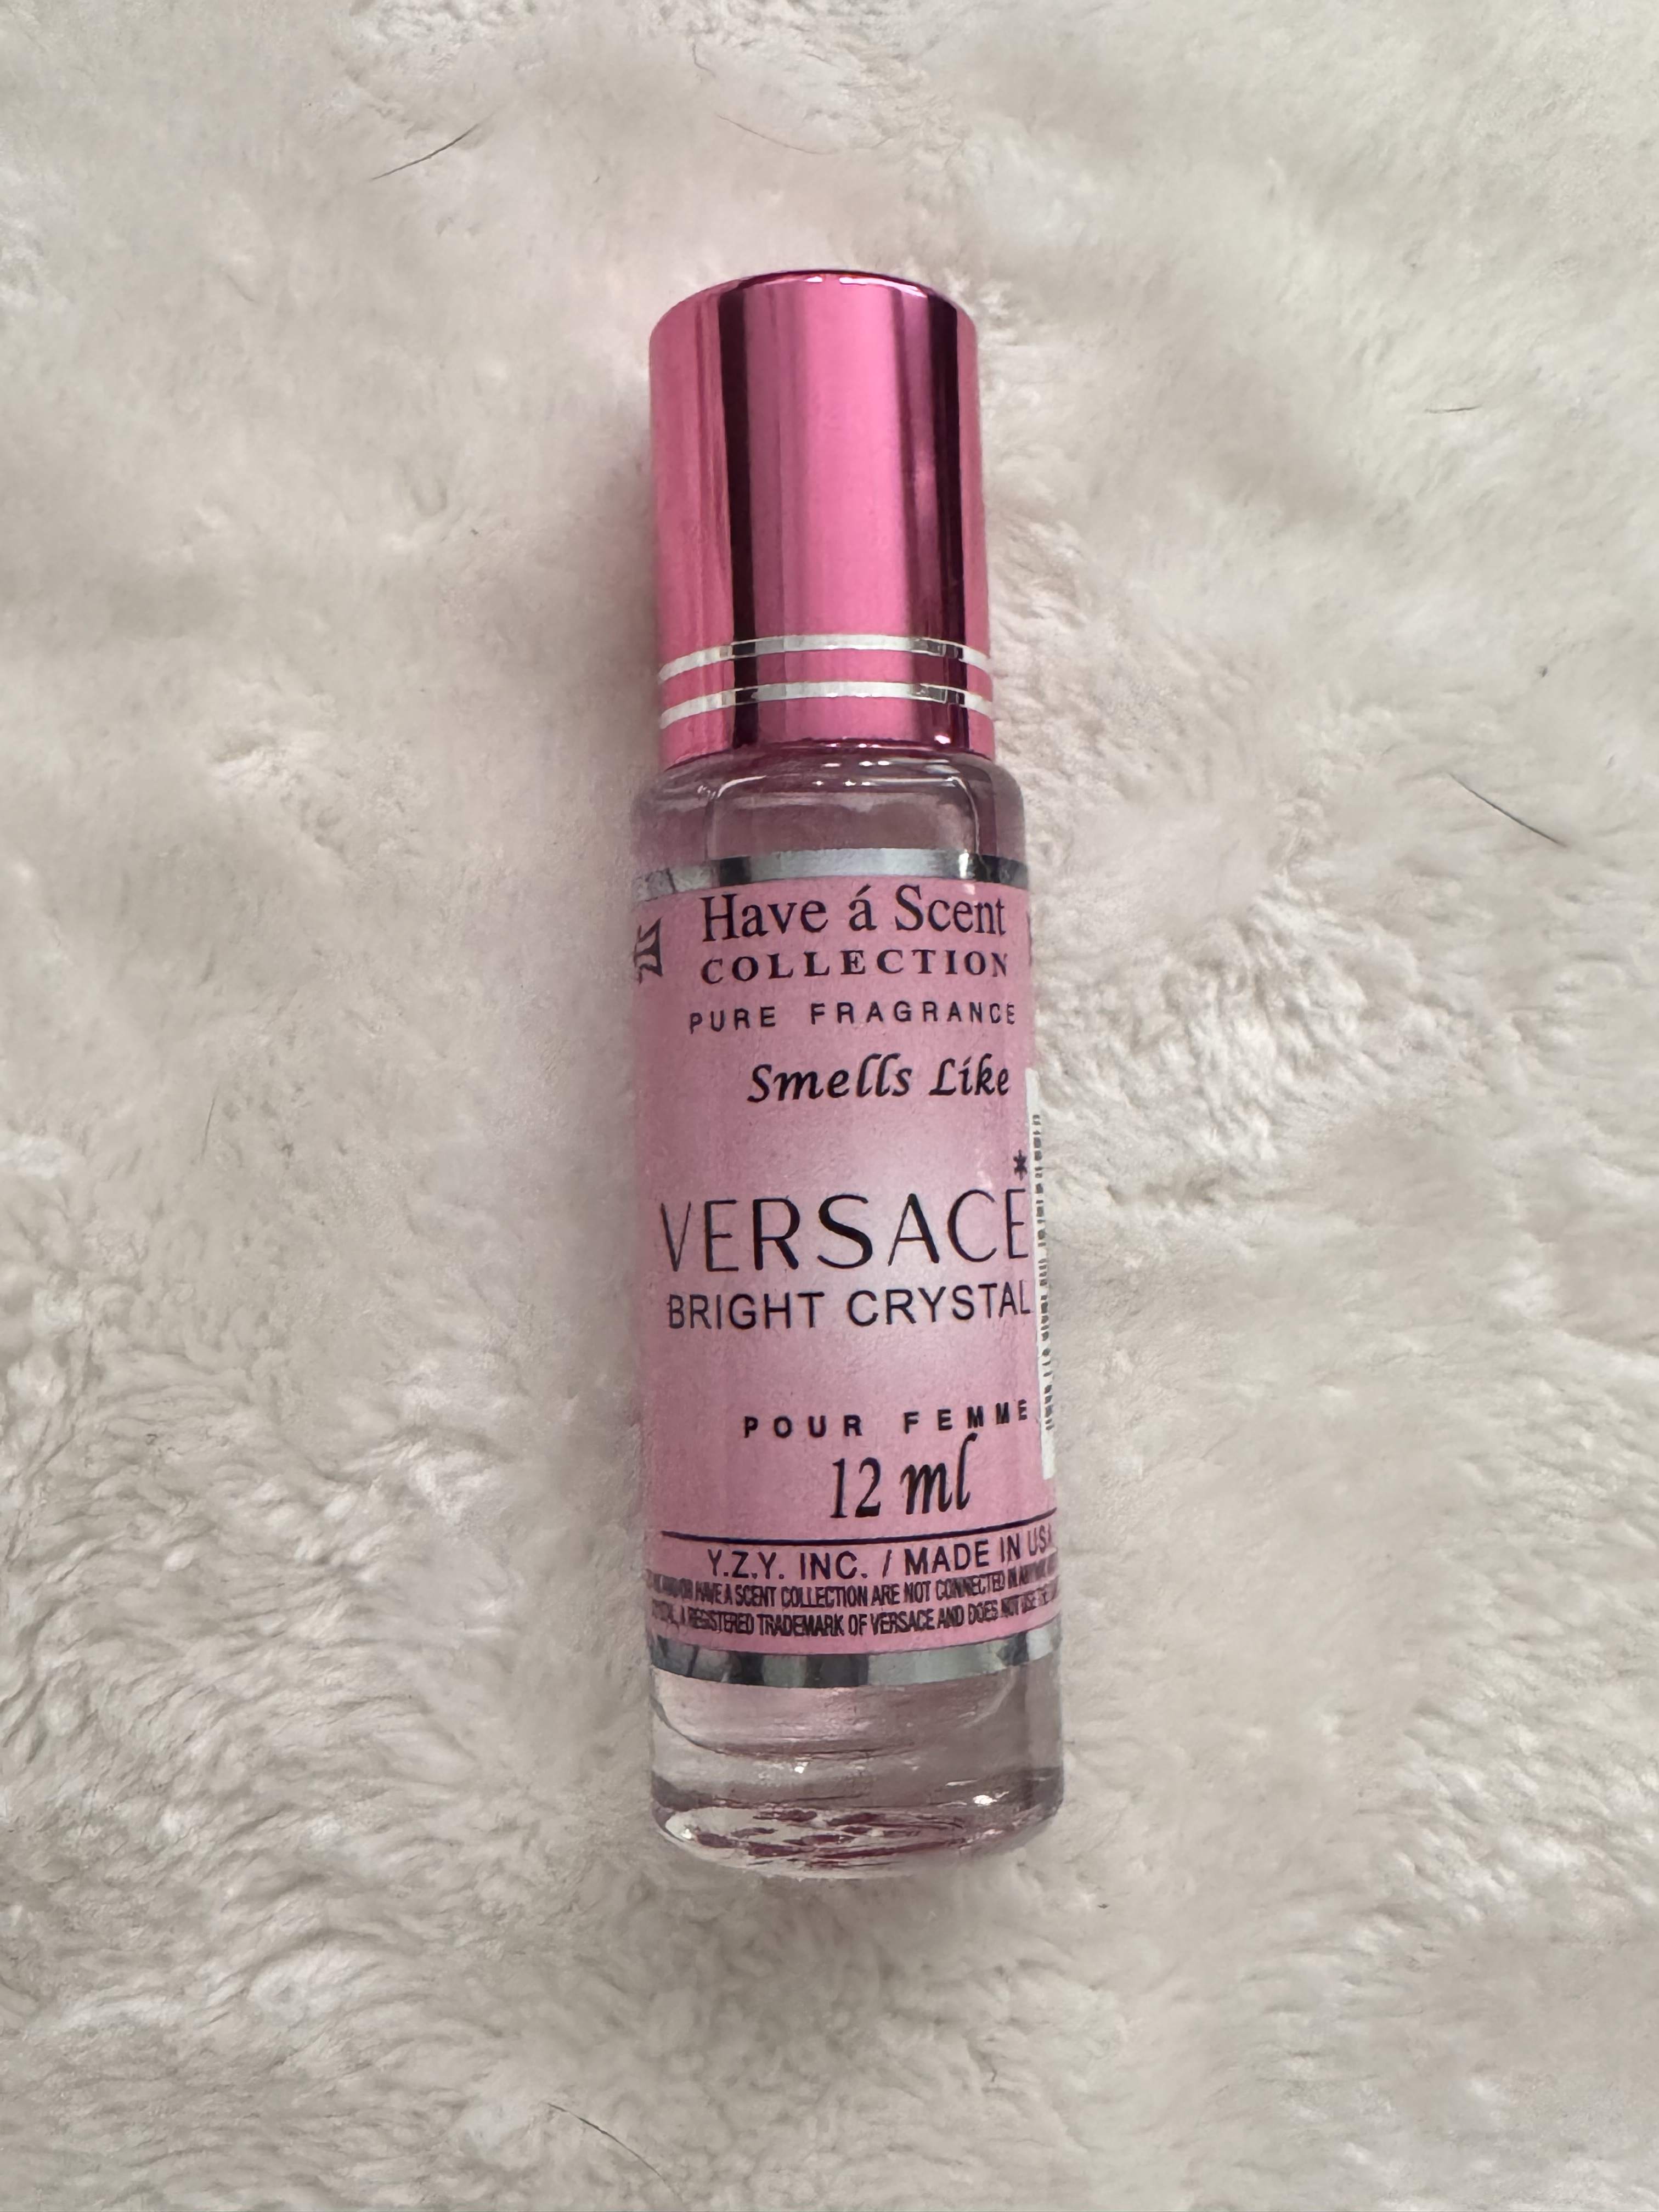 Have á Scent
COLLECTION
PURE FRAGRANCE
Smells Like
*
VERSACE
BRIGHT CRYSTAL
POUR FEMME
12 ml
Y.Z.Y. INC. / MADE IN USA
HAVE A SCENT COLLECTION ARE NOT CONNECTED IN
A REGISTERED TRADEMARK OF VERSACE AND DOES NOT USE THE